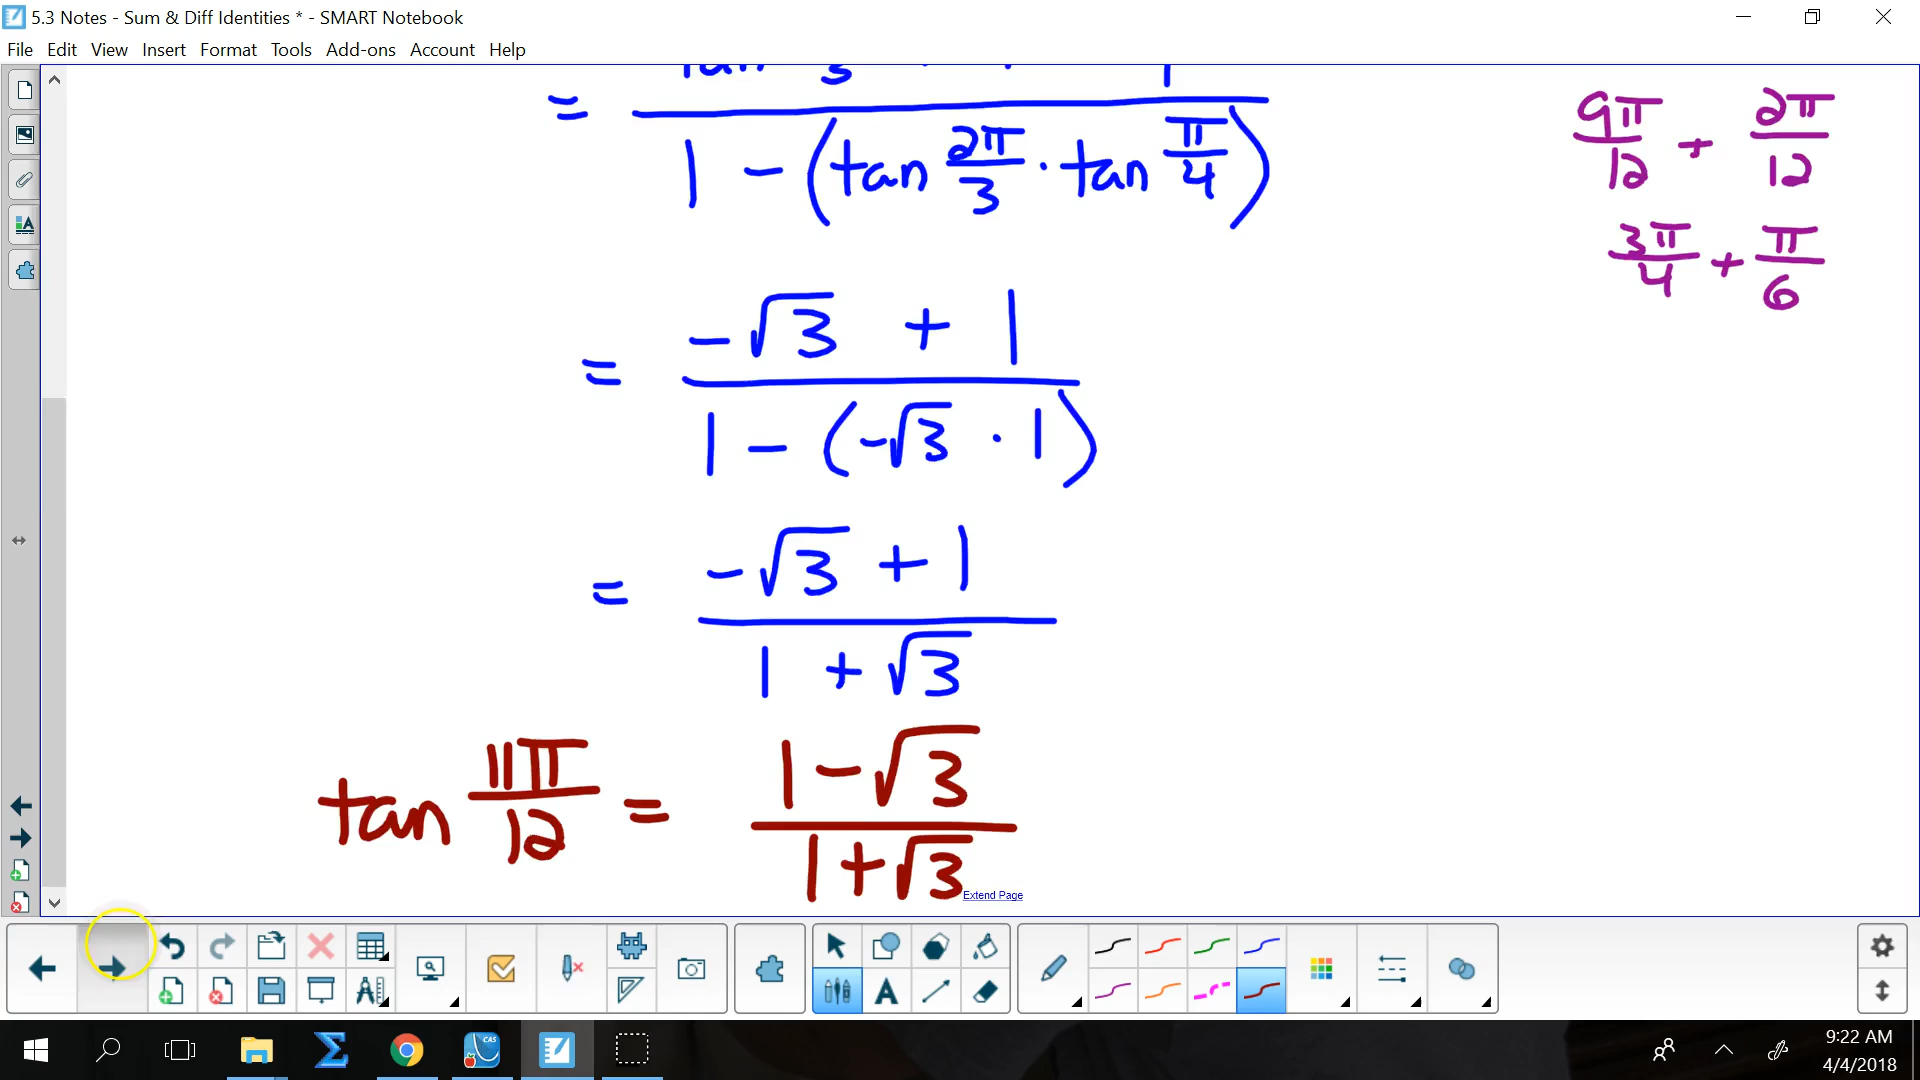 5.3 Notes - Sum & Diff Identities * - SMART Notebook
File Edit View Insert Format Tools Add-ons Account Help
= 
1 - (tan 2π/3 · tan π/4)
9π/12 + 2π/12
3π/4 + π/6
= (-√3 + 1)/(1 - (-√3 · 1))
= (-√3 + 1)/(1 + √3)
tan 11π/12 = (1 - √3)/(1 + √3)
Extend Page
CAS
9:22 AM
4/4/2018